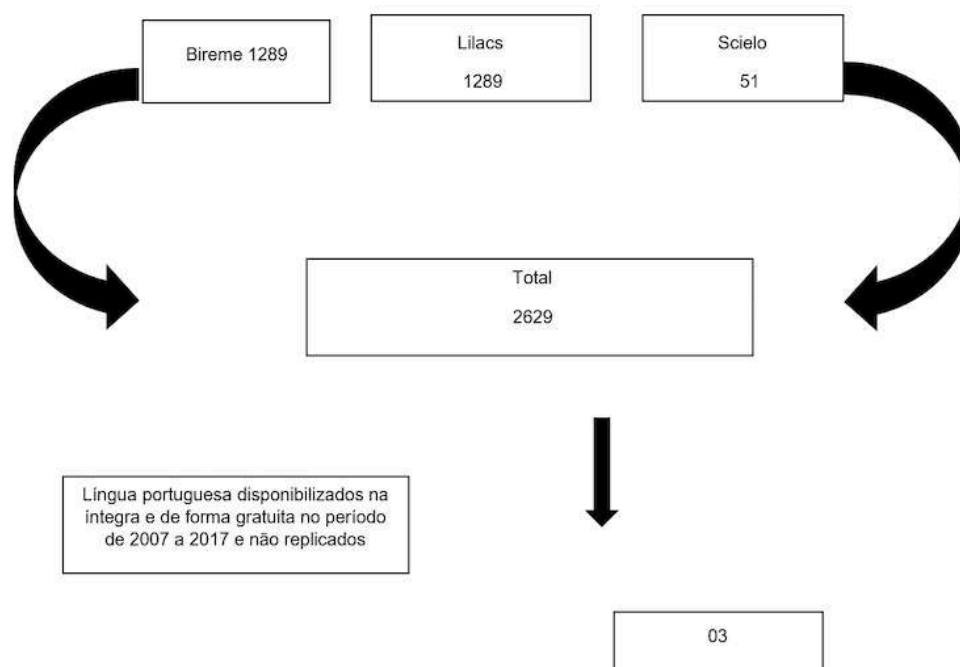 Bireme 1289
Lilacs
1289
Scielo
51
Total
2629
Língua portuguesa disponibilizados na
íntegra e de forma gratuita no período
de 2007 a 2017 e não replicados
03